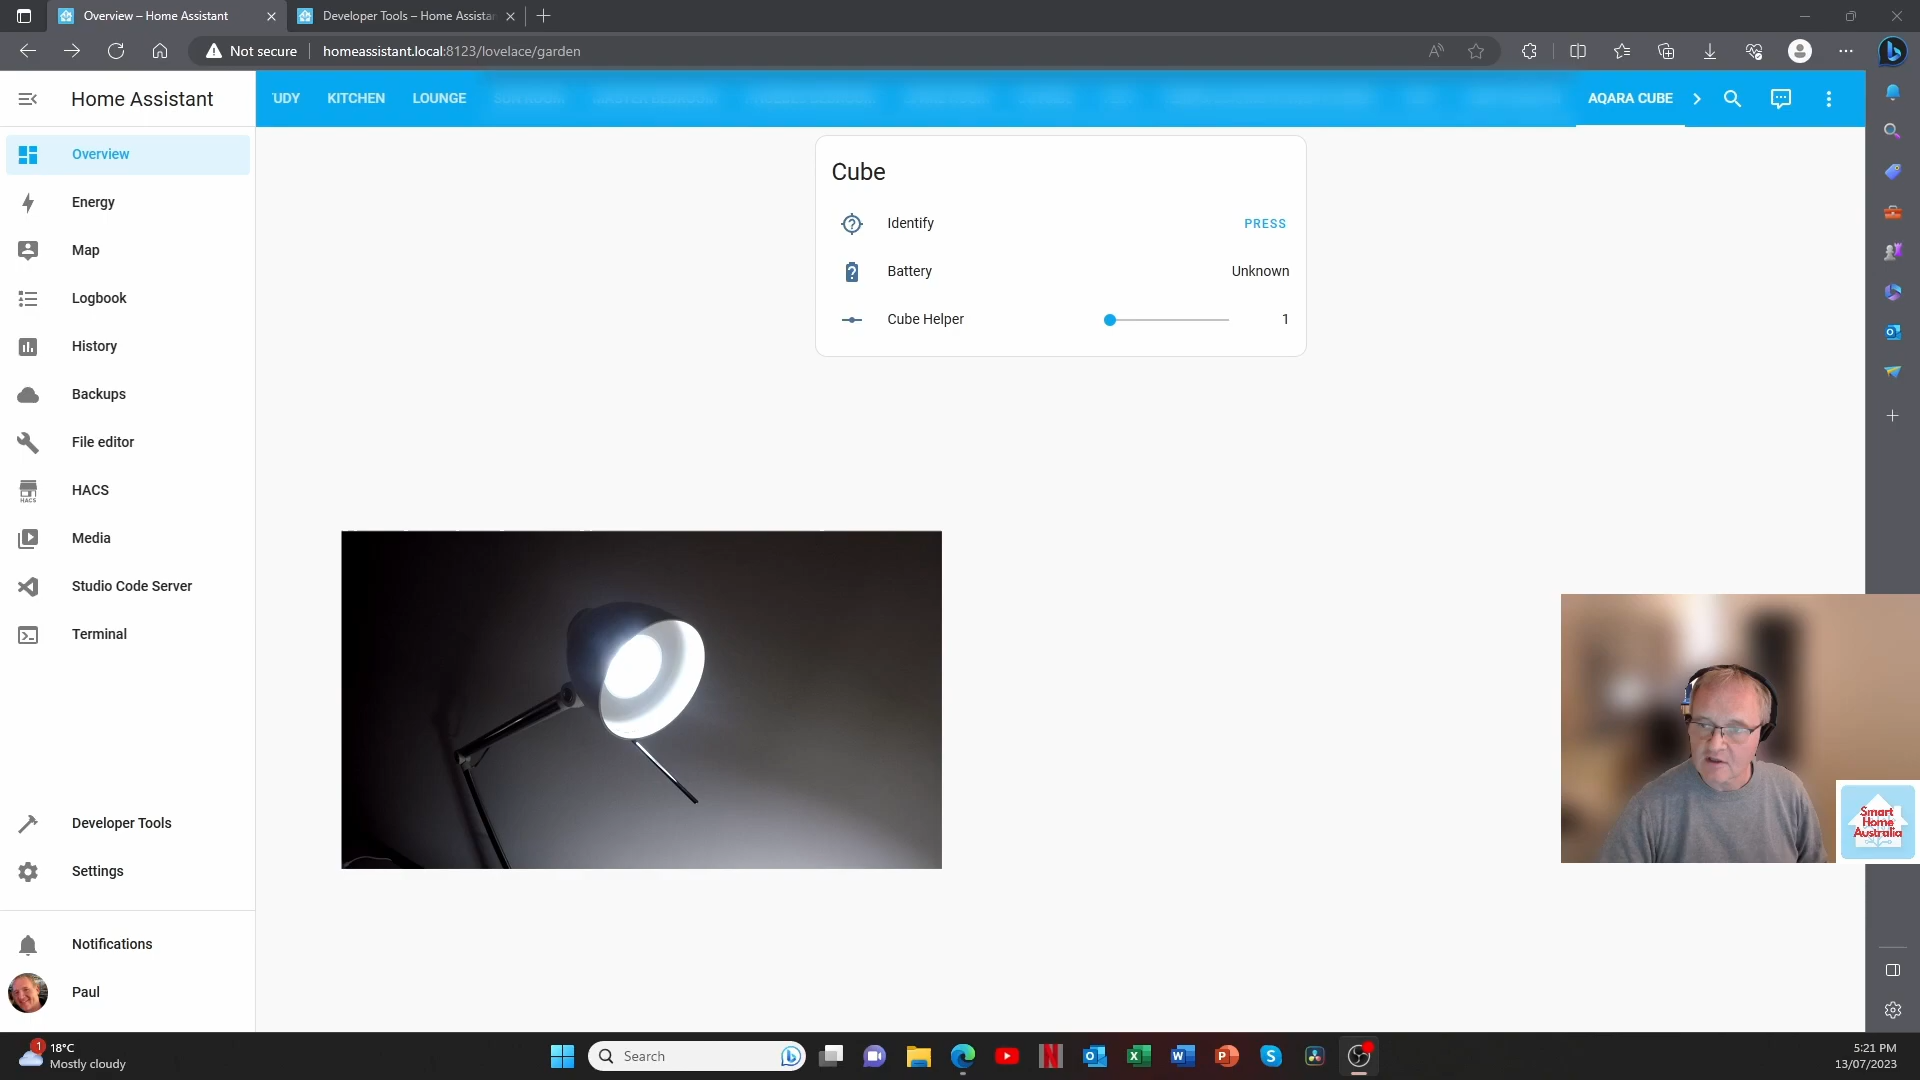 Overview – Home Assistant
Developer Tools – Home Assistan
Not secure
homeassistant.local:8123/lovelace/garden
Home Assistant
UDY
KITCHEN
LOUNGE
AQARA CUBE
Overview
Energy
Map
Logbook
History
Backups
File editor
HACS
HACS
Media
Studio Code Server
Terminal
Developer Tools
Settings
Notifications
Paul
Cube
Identify
PRESS
Battery
Unknown
Cube Helper
1
Smart
Home
Australia
1
18°C
Mostly cloudy
Search
5:21 PM
13/07/2023